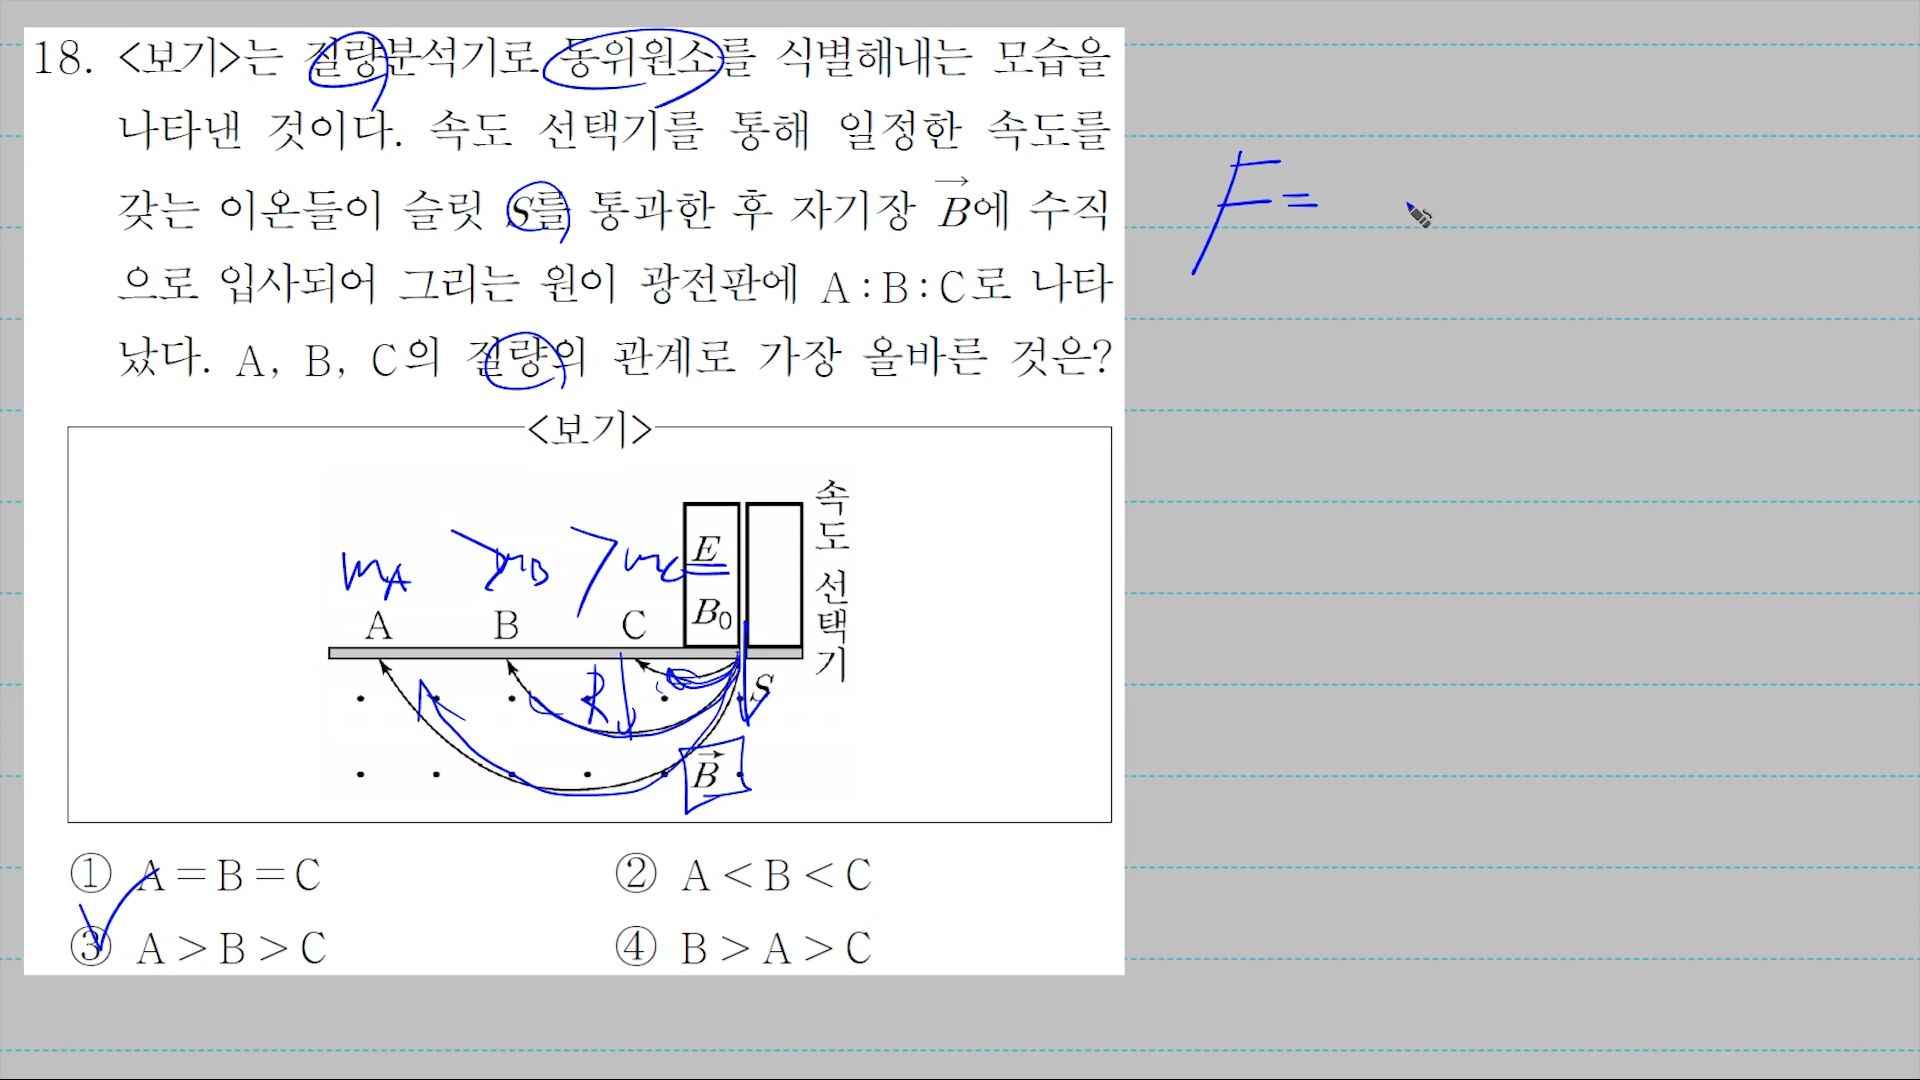 18. <보기>는 질량분석기로 동위원소를 식별해내는 모습을
나타낸 것이다. 속도 선택기를 통해 일정한 속도를
갖는 이온들이 슬릿 S를 통과한 후 자기장 B에 수직
으로 입사되어 그리는 원이 광전판에 A : B : C로 나타
났다. A, B, C의 질량의 관계로 가장 올바른 것은?
F =
<보기>
속도 선택기
E
B₀
mA > mB > mC
A B C
R
S
B
① A = B = C
② A < B < C
③ A > B > C
④ B > A > C